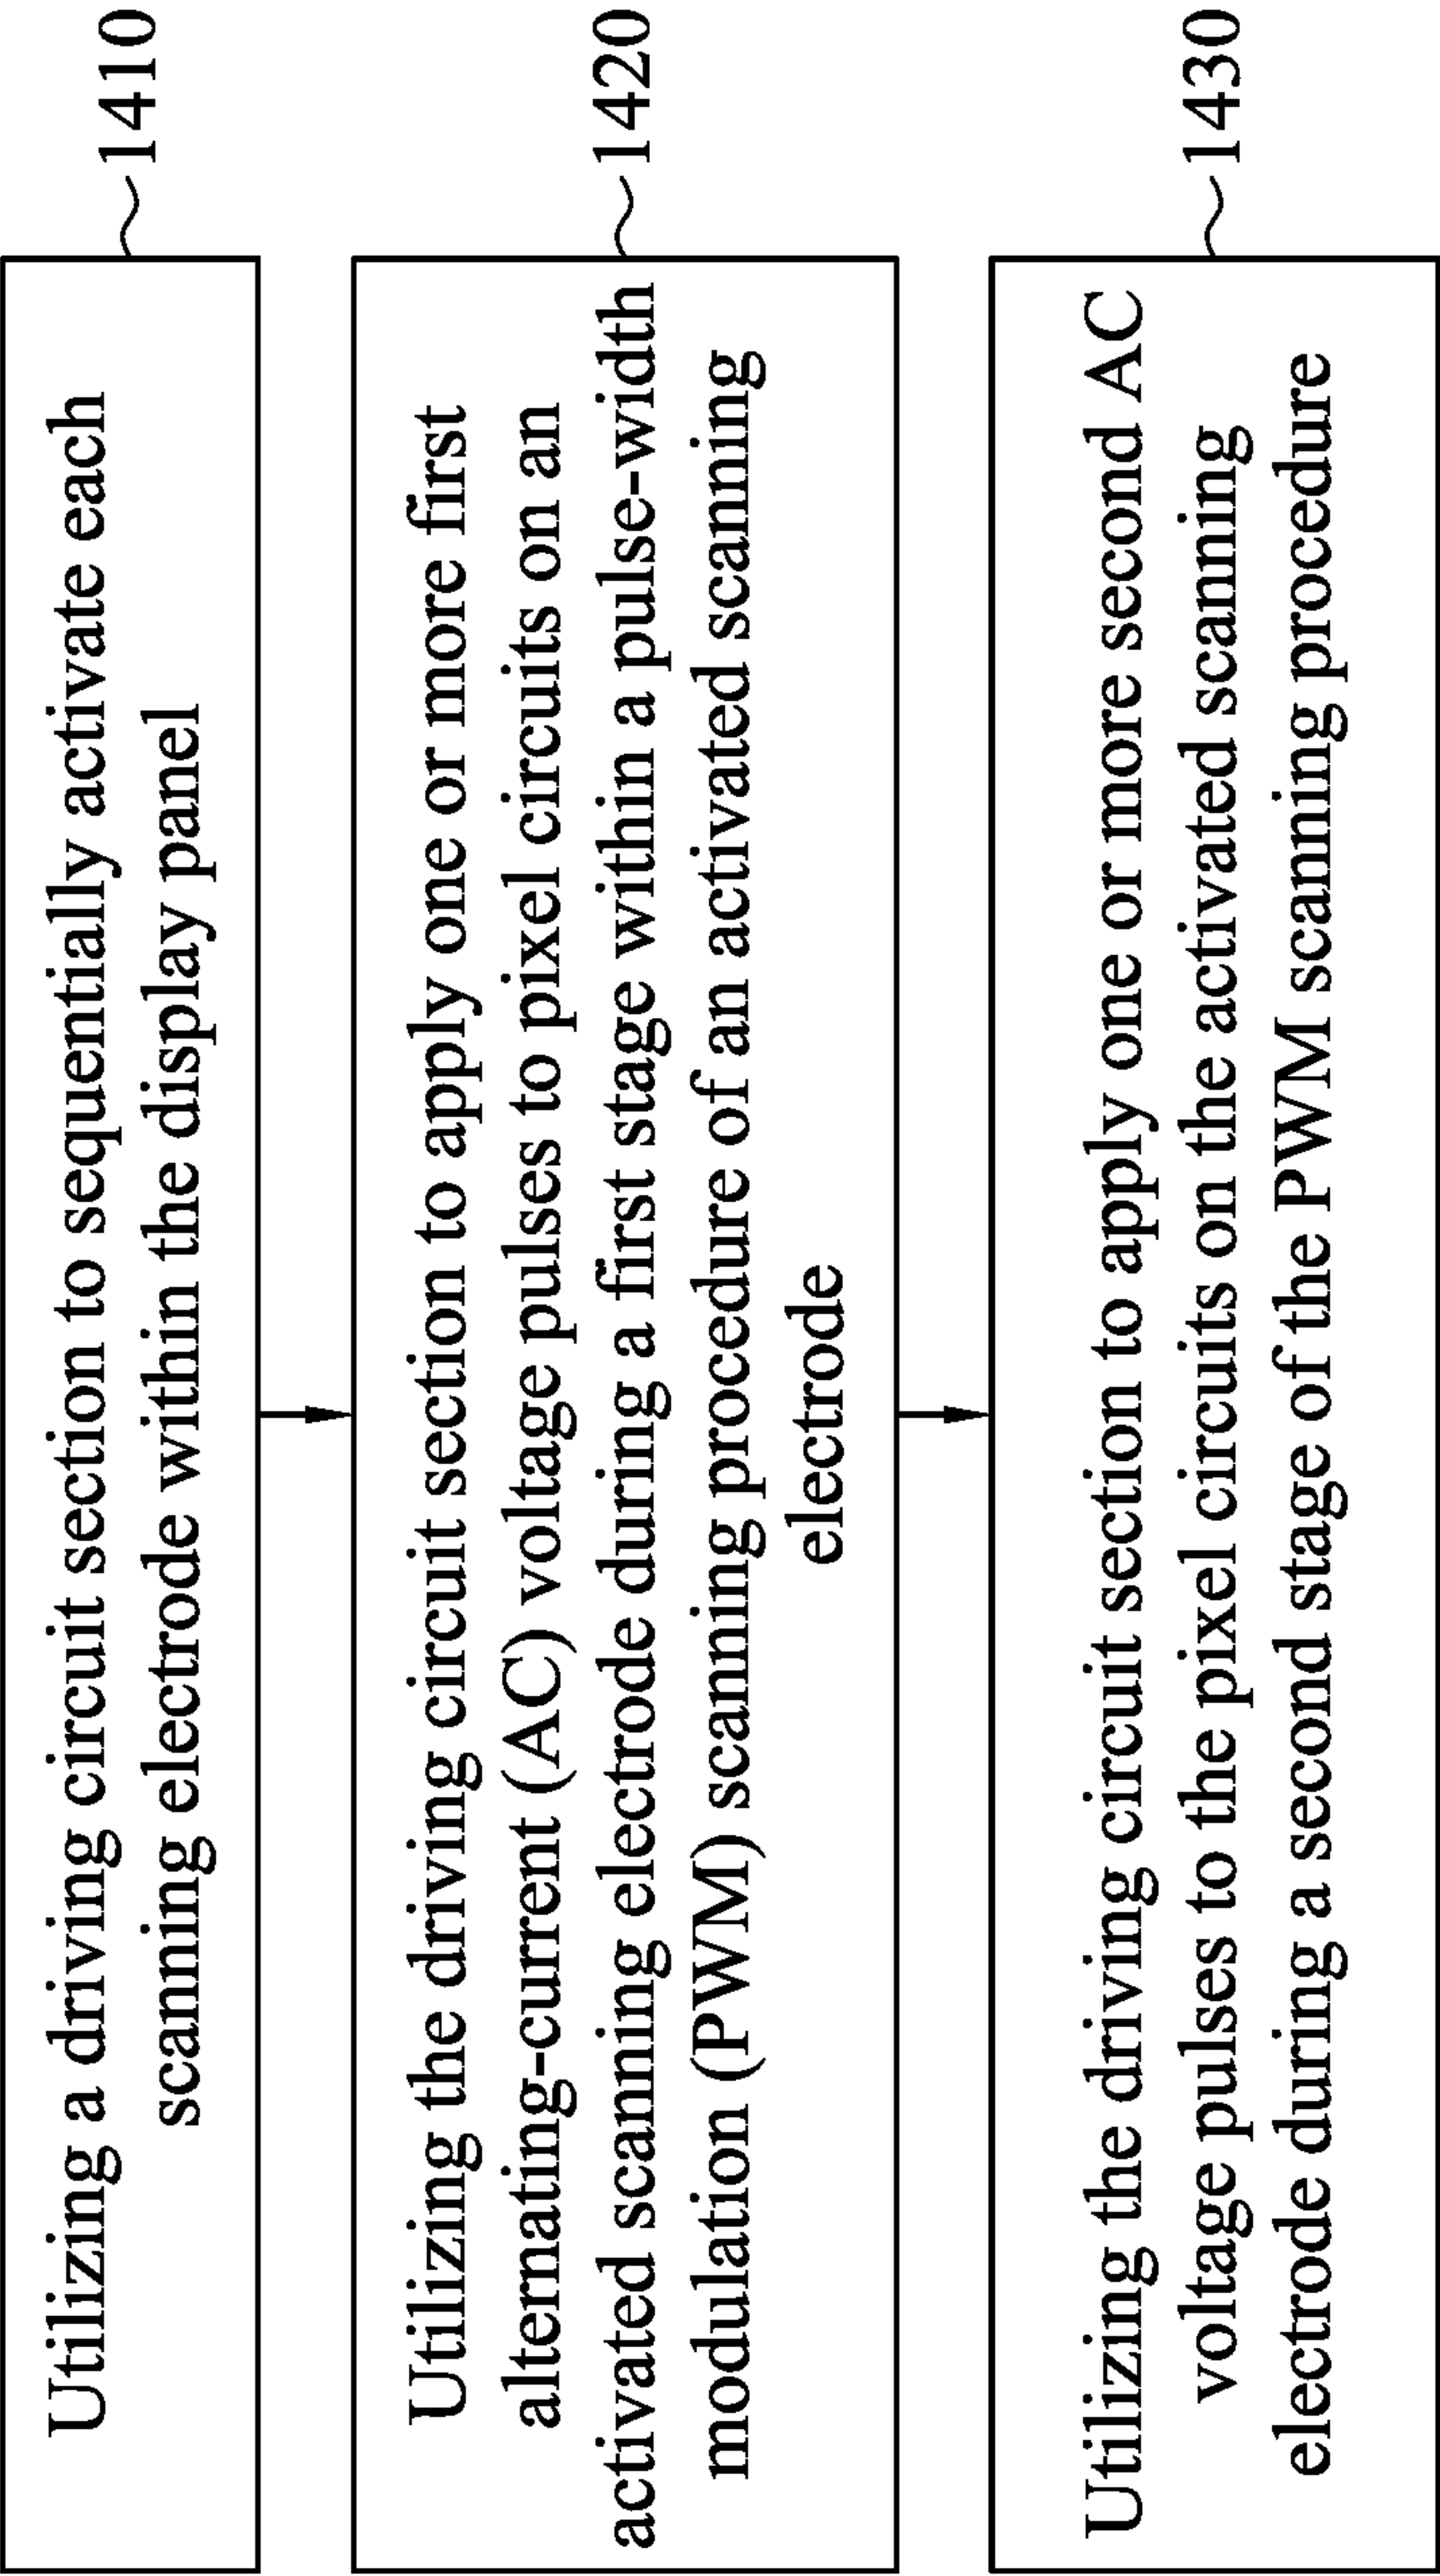 Utilizing a driving circuit section to sequentially activate each
scanning electrode within the display panel
1410
Utilizing the driving circuit section to apply one or more first
alternating-current (AC) voltage pulses to pixel circuits on an
activated scanning electrode during a first stage within a pulse-width
modulation (PWM) scanning procedure of an activated scanning
electrode
1420
Utilizing the driving circuit section to apply one or more second AC
voltage pulses to the pixel circuits on the activated scanning
electrode during a second stage of the PWM scanning procedure
1430